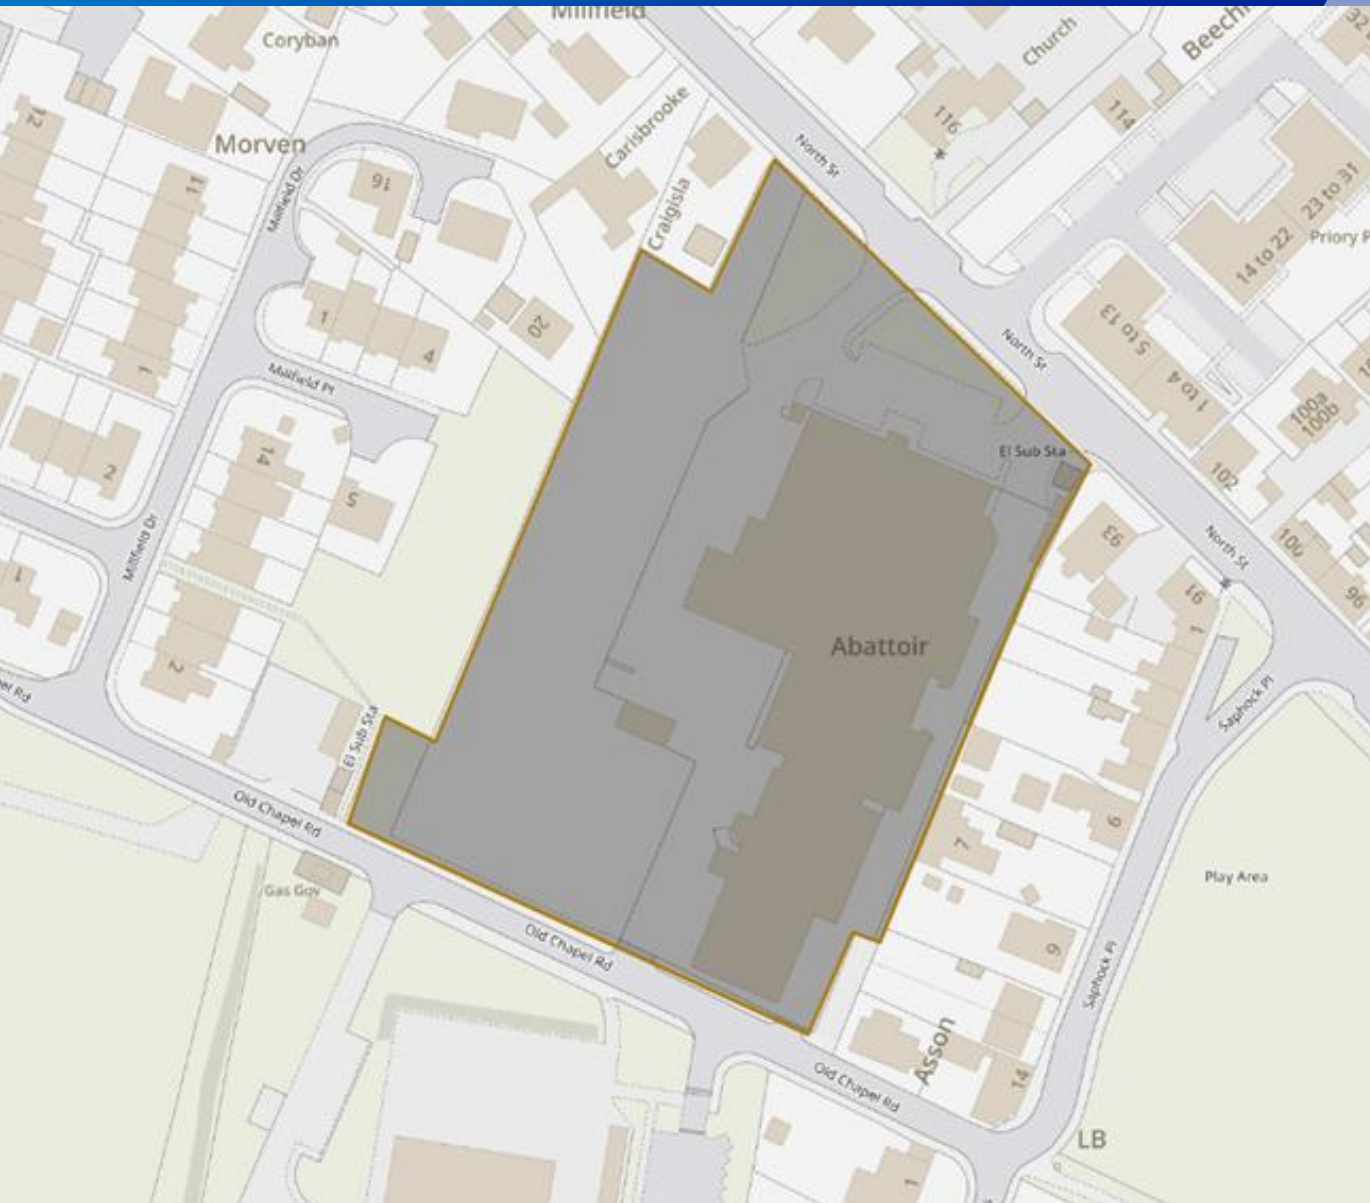 Millfield
Coryban
Church
Beech
32
12
Morven
Carisbrooke
116
114
North St
11
16
Millfield Dr
Craigisla
23 to 31
Priory P
14 to 22
1
20
4
5 to 13
North St
1
Millfield Pl
1 to 4
100a
100b
El Sub Sta
2
14
5
102
93
North St
100
96
Millfield Dr
1
91
1
Abattoir
2
Saphock Pl
El Sub Sta
Old Chapel Rd
6
7
Play Area
Gas Gov
Old Chapel Rd
9
Saphock Pl
Asson
Old Chapel Rd
14
LB
1